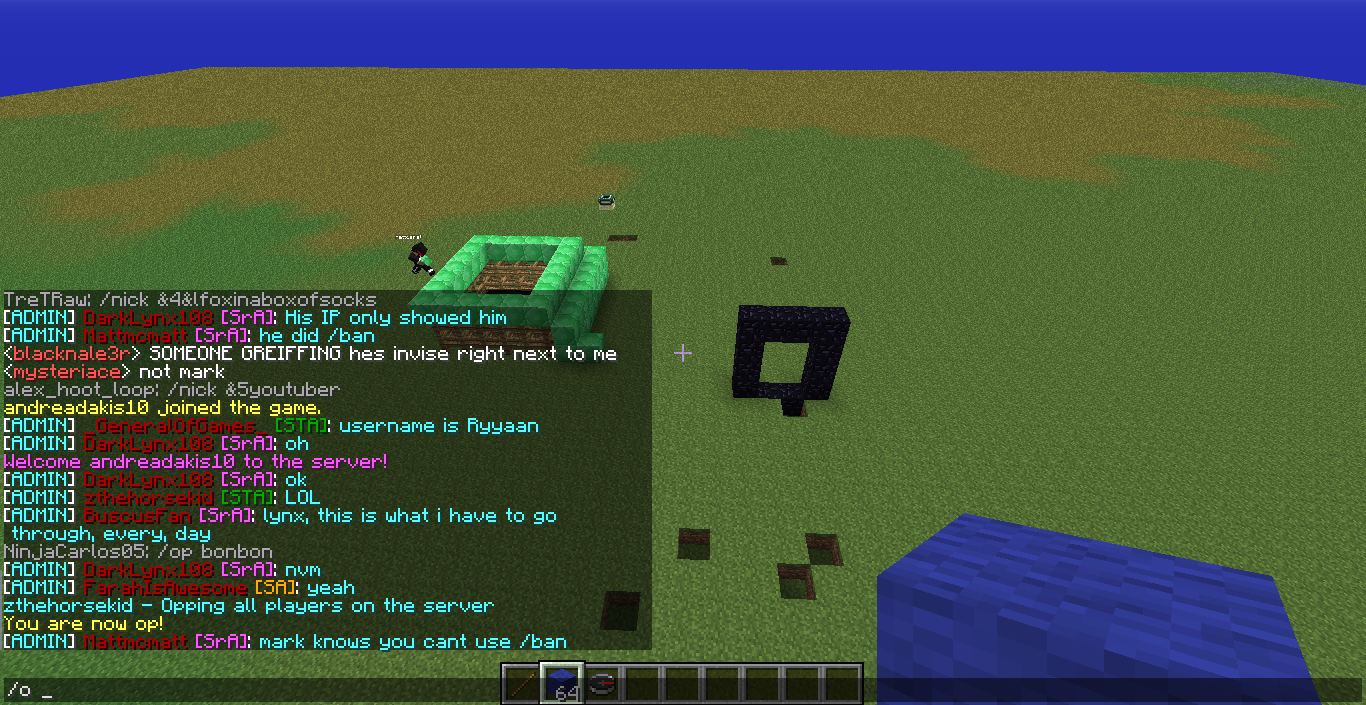 TreTRaw: /nick &4&lfoxinaboxofsocks
[ADMIN] DarkLynx108 [SrA]: His IP only showed him
[ADMIN] Mattmcmatt [SrA]: he did /ban
<blacknale3r> SOMEONE GREIFFING hes invise right next to me
<mysteriace> not mark
alex_hoot_loop: /nick &5youtuber
andreadakis10 joined the game.
[ADMIN] _GeneralOfGames_ [STA]: username is Ryyaan
[ADMIN] DarkLynx108 [SrA]: oh
Welcome andreadakis10 to the server!
[ADMIN] DarkLynx108 [SrA]: ok
[ADMIN] zthehorsekid [STA]: LOL
[ADMIN] BuscusFan [SrA]: lynx, this is what i have to go
through, every, day
NinjaCarlos05: /op bonbon
[ADMIN] DarkLynx108 [SrA]: nvm
[ADMIN] FarahIsAwesome [SA]: yeah
zthehorsekid - Opping all players on the server
You are now op!
[ADMIN] Mattmcmatt [SrA]: mark knows you cant use /ban
/o _
64